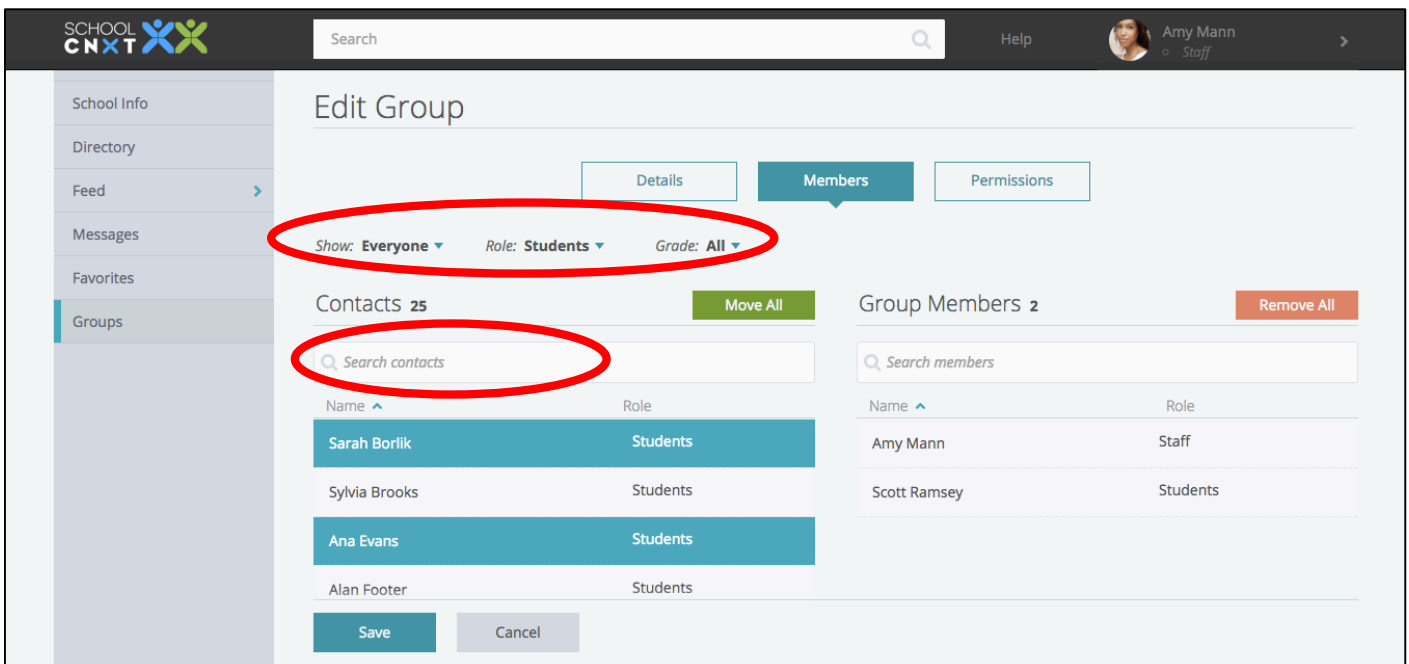 SCHOOL
CNXT
Search
Help
Amy Mann
Staff
School Info
Directory
Feed
Messages
Favorites
Groups
Edit Group
Details
Members
Permissions
Show: Everyone
Role: Students
Grade: All
Contacts 25
Move All
Search contacts
Name
Role
Sarah Borlik
Students
Sylvia Brooks
Students
Ana Evans
Students
Alan Footer
Students
Group Members 2
Remove All
Search members
Name
Role
Amy Mann
Staff
Scott Ramsey
Students
Save
Cancel